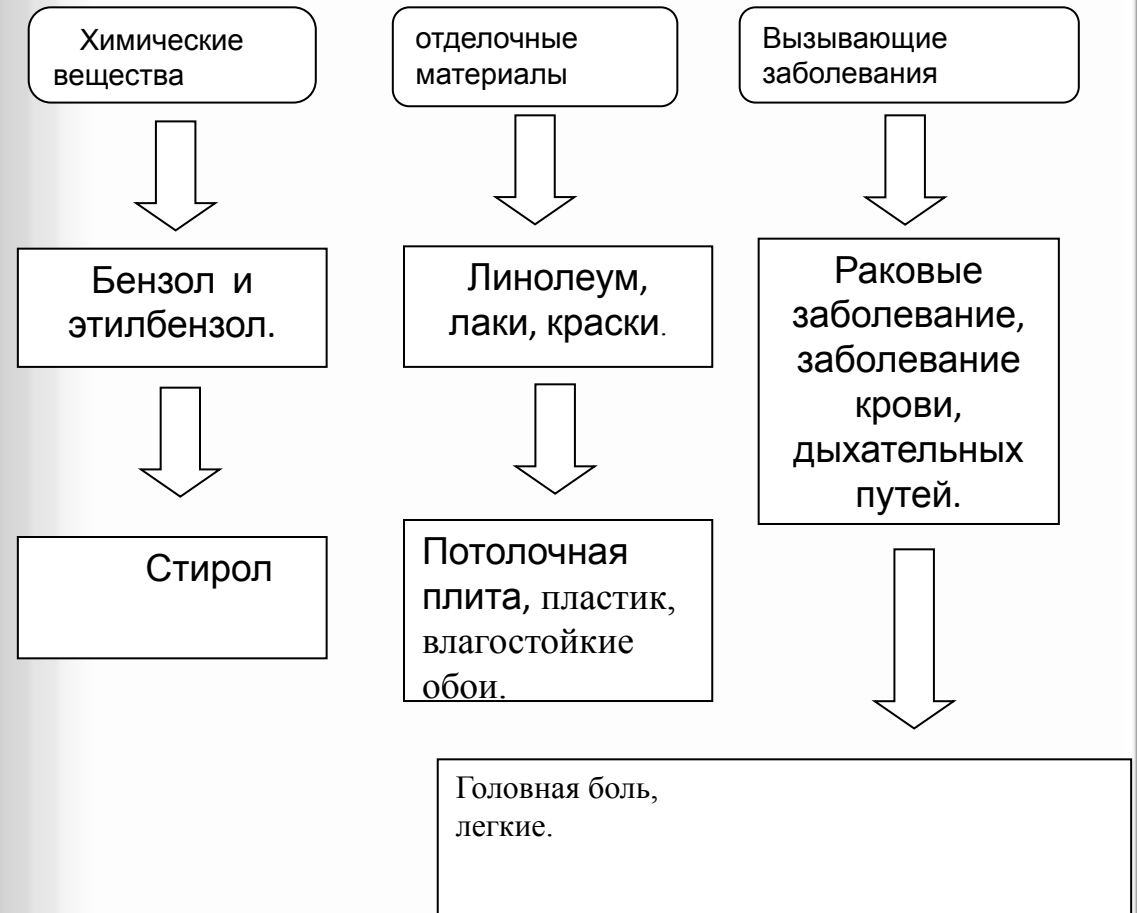 Химические
вещества
отделочные
материалы
Вызывающие
заболевания
Бензол и
этилбензол.
Линолеум,
лаки, краски.
Раковые
заболевание,
заболевание
крови,
дыхательных
путей.
Стирол
Потолочная
плита, пластик,
влагостойкие
обои.
Головная боль,
легкие.